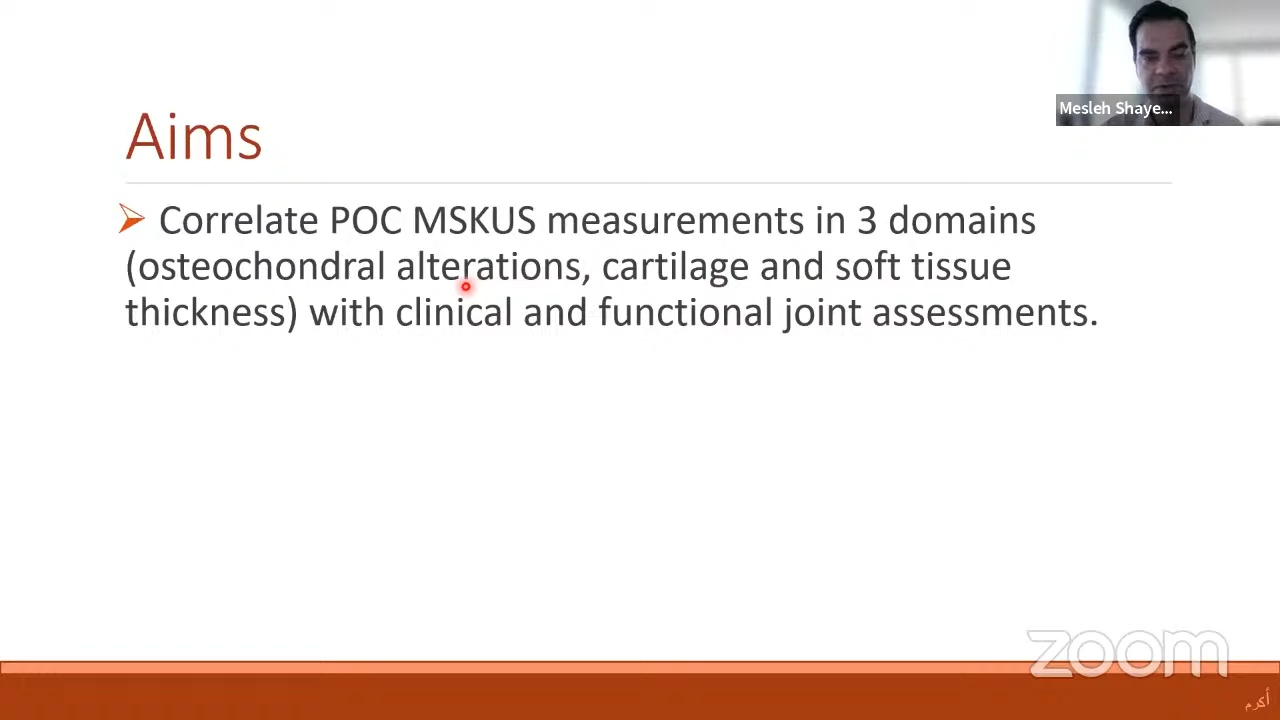 Mesleh Shaye...
Aims
Correlate POC MSKUS measurements in 3 domains
(osteochondral alterations, cartilage and soft tissue
thickness) with clinical and functional joint assessments.
zoom
أكرم